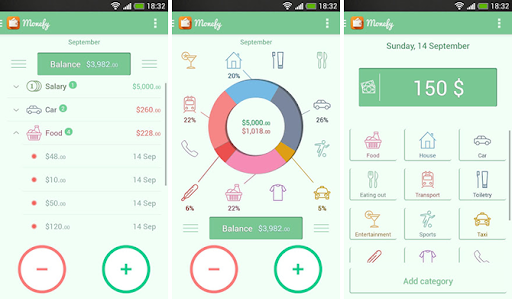 18:32
Monefy
September
Balance $3,982.00
Salary 1 $5,000.00
Car 2 $260.00
Food 4 $228.00
$48.00 14 Sep
$10.00 14 Sep
$50.00 14 Sep
$120.00 14 Sep
18:32
Monefy
September
20%
22%
26%
$5,000.00
$1,018.00
6%
22%
5%
Balance $3,982.00
18:32
Monefy
Sunday, 14 September
150 $
Food House Car
Eating out Transport Toiletry
Entertainment Sports Taxi
Add category